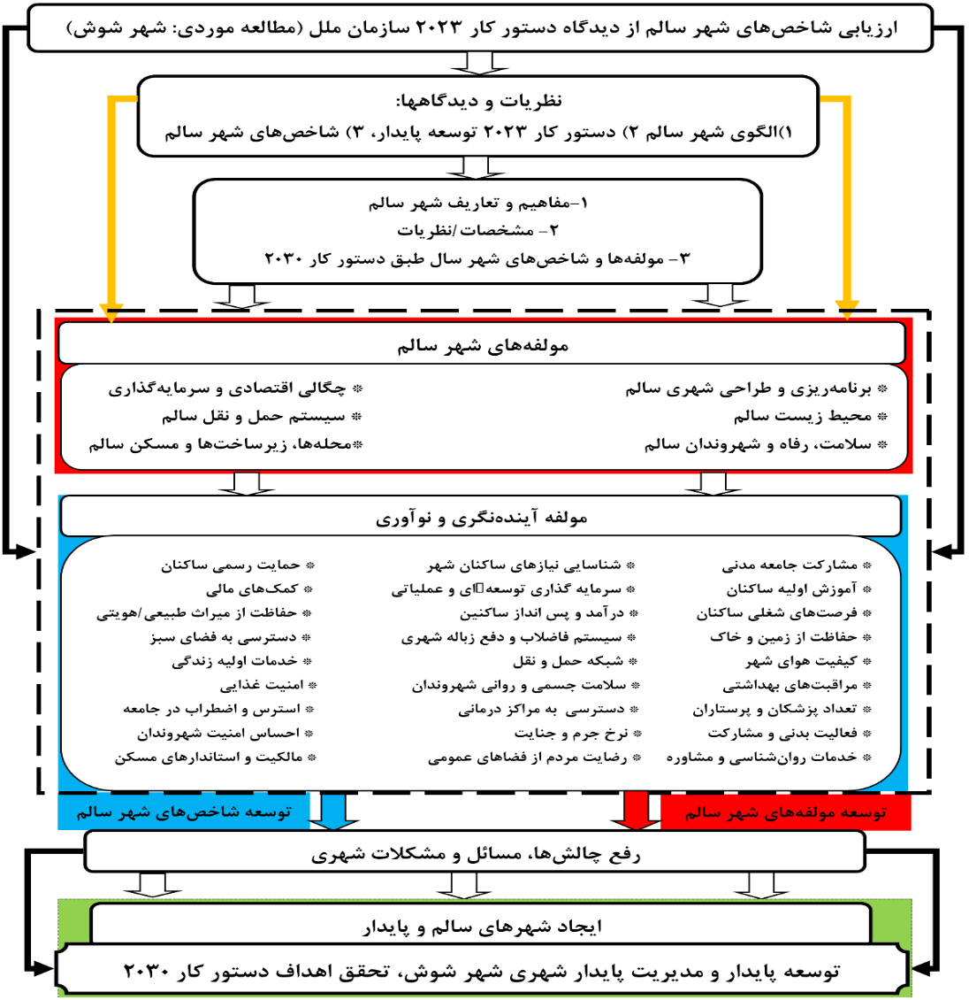 ارزیابی شاخص‌های شهر سالم از دیدگاه دستور کار ۲۰۲۳ سازمان ملل (مطالعه موردی: شهر شوش)
نظریات و دیدگاهها:
۱)الگوی شهر سالم ۲) دستور کار ۲۰۲۳ توسعه پایدار، ۳) شاخص‌های شهر سالم
۱-مفاهیم و تعاریف شهر سالم
۲- مشخصات /نظریات
۳- مولفه‌ها و شاخص‌های شهر سال طبق دستور کار ۲۰۳۰
مولفه‌های شهر سالم
❊ برنامه‌ریزی و طراحی شهری سالم
❊ محیط زیست سالم
❊ سلامت، رفاه و شهروندان سالم
❊ چگالی اقتصادی و سرمایه‌گذاری
❊ سیستم حمل و نقل سالم
❊محله‌ها، زیرساخت‌ها و مسکن سالم
مولفه آینده‌نگری و نوآوری
❊ مشارکت جامعه مدنی
❊ آموزش اولیه ساکنان
❊ فرصت‌های شغلی ساکنان
❊ حفاظت از زمین و خاک
❊ کیفیت هوای شهر
❊ مراقبت‌های بهداشتی
❊ تعداد پزشکان و پرستاران
❊ فعالیت بدنی و مشارکت
❊ خدمات روان‌شناسی و مشاوره
❊ شناسایی نیازهای ساکنان شهر
❊ سرمایه گذاری توسعه▯ای و عملیاتی
❊ درآمد و پس انداز ساکنین
❊ سیستم فاضلاب و دفع زباله شهری
❊ شبکه حمل و نقل
❊ سلامت جسمی و روانی شهروندان
❊ دسترسی به مراکز درمانی
❊ نرخ جرم و جنایت
❊ رضایت مردم از فضاهای عمومی
❊ حمایت رسمی ساکنان
❊ کمک‌های مالی
❊ حفاظت از میراث طبیعی/هویتی
❊ دسترسی به فضای سبز
❊ خدمات اولیه زندگی
❊ امنیت غذایی
❊ استرس و اضطراب در جامعه
❊ احساس امنیت شهروندان
❊ مالکیت و استاندارهای مسکن
توسعه مولفه‌های شهر سالم
توسعه شاخص‌های شهر سالم
رفع چالش‌ها، مسائل و مشکلات شهری
ایجاد شهرهای سالم و پایدار
توسعه پایدار و مدیریت پایدار شهری شهر شوش، تحقق اهداف دستور کار ۲۰۳۰